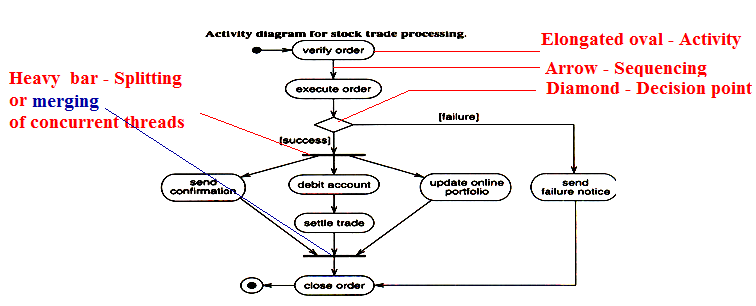 Activity diagram for stock trade processing.
verify order
Elongated oval - Activity
Arrow - Sequencing
Heavy bar - Splitting
or merging
of concurrent threads
execute order
Diamond - Decision point
[failure]
[success]
send
confirmation
debit account
update online
portfolio
send
failure notice
settle trade
close order